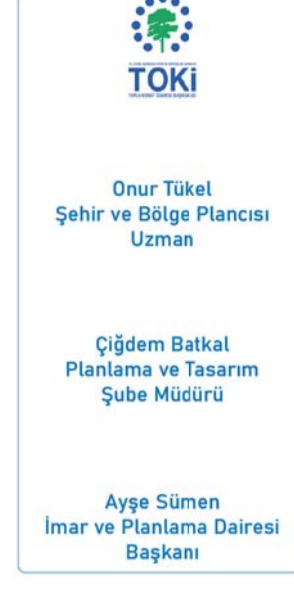 TOKİ
Onur Tükel
Şehir ve Bölge Plancısı
Uzman
Çiğdem Batkal
Planlama ve Tasarım
Şube Müdürü
Ayşe Sümen
İmar ve Planlama Dairesi
Başkanı